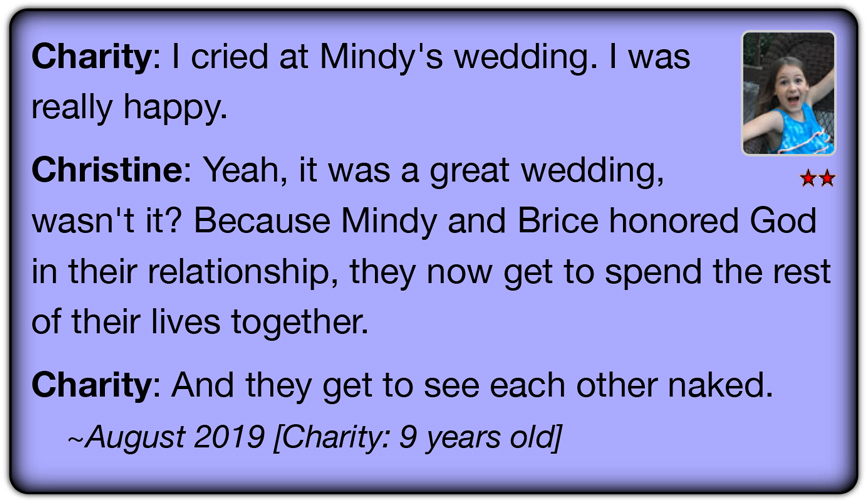 Charity: I cried at Mindy's wedding. I was
really happy.
Christine: Yeah, it was a great wedding,
wasn't it? Because Mindy and Brice honored God
in their relationship, they now get to spend the rest
of their lives together.
Charity: And they get to see each other naked.
~August 2019 [Charity: 9 years old]